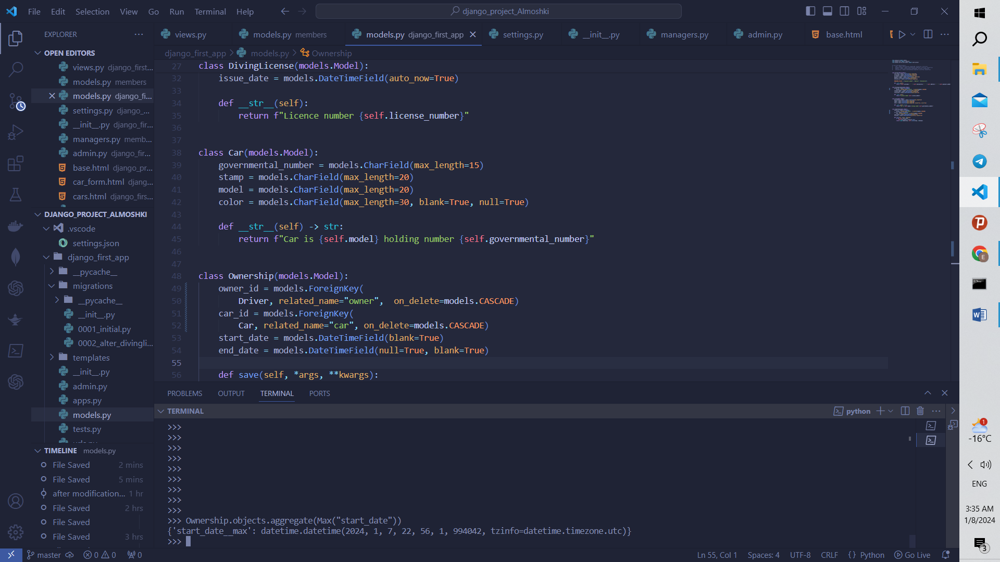 File Edit Selection View Go Run Terminal Help
django_project_Almoshki
EXPLORER
views.py
models.py members
models.py django_first_app
settings.py
__init__.py
managers.py
admin.py
base.html
OPEN EDITORS
views.py django_first...
models.py members
models.py django_fi...
settings.py django_...
__init__.py django_fir...
managers.py memb...
admin.py django_fir...
base.html django_pr...
car_form.html djang...
cars.html django_firs...
DJANGO_PROJECT_ALMOSHKI
.vscode
settings.json
django_first_app
__pycache__
migrations
__pycache__
__init__.py
0001_initial.py
0002_alter_divingli...
templates
__init__.py
admin.py
apps.py
models.py
tests.py
urls.py
TIMELINE models.py
File Saved 2 mins
File Saved 5 mins
after modification... 1 hr
File Saved 2 hrs
File Saved
File Saved 3 hrs
django_first_app > models.py > Ownership
27 class DivingLicense(models.Model):
32 issue_date = models.DateTimeField(auto_now=True)
33
34 def __str__(self):
35 return f"Licence number {self.license_number}"
36
37
38 class Car(models.Model):
39 governmental_number = models.CharField(max_length=15)
40 stamp = models.CharField(max_length=20)
41 model = models.CharField(max_length=20)
42 color = models.CharField(max_length=30, blank=True, null=True)
43
44 def __str__(self) -> str:
45 return f"Car is {self.model} holding number {self.governmental_number}"
46
47
48 class Ownership(models.Model):
49 owner_id = models.ForeignKey(
50 Driver, related_name="owner", on_delete=models.CASCADE)
51 car_id = models.ForeignKey(
52 Car, related_name="car", on_delete=models.CASCADE)
53 start_date = models.DateTimeField(blank=True)
54 end_date = models.DateTimeField(null=True, blank=True)
55
56 def save(self, *args, **kwargs):
PROBLEMS OUTPUT TERMINAL PORTS
TERMINAL
python
>>>
>>>
>>>
>>>
>>>
>>>
>>>
>>>
>>>
>>> Ownership.objects.aggregate(Max("start_date"))
{'start_date__max': datetime.datetime(2024, 1, 7, 22, 56, 1, 994042, tzinfo=datetime.timezone.utc)}
>>>
master 0 0 0
Ln 55, Col 1 Spaces: 4 UTF-8 CRLF {} Python Go Live
E
W
1
-16°C
ENG
3:35 AM
1/8/2024
3